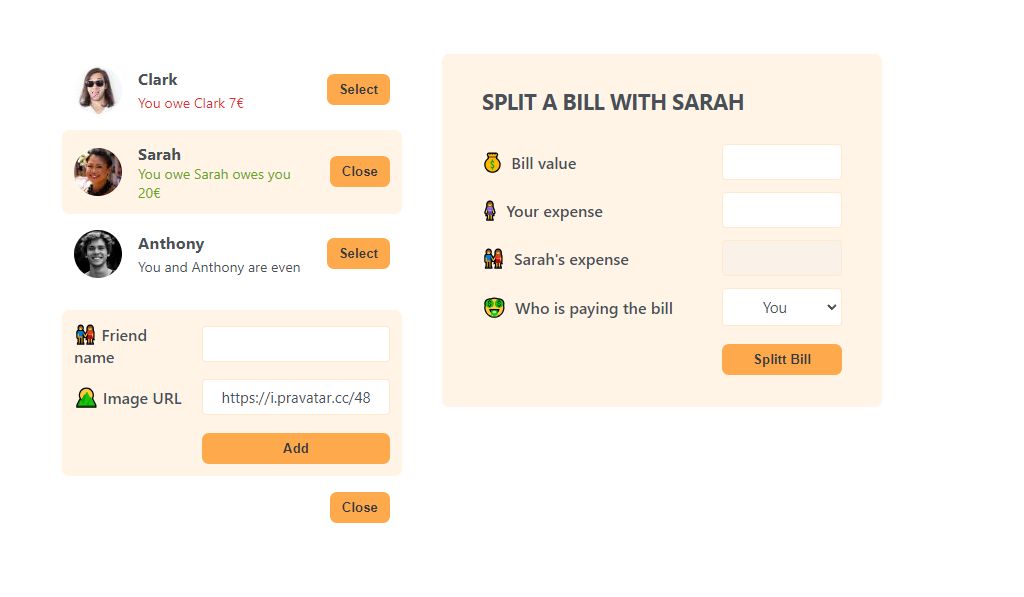 Clark
You owe Clark 7€
Select
Sarah
You owe Sarah owes you
20€
Close
Anthony
You and Anthony are even
Select
Friend
name
Image URL
https://i.pravatar.cc/48
Add
Close
SPLIT A BILL WITH SARAH
Bill value
Your expense
Sarah's expense
Who is paying the bill
You
Splitt Bill